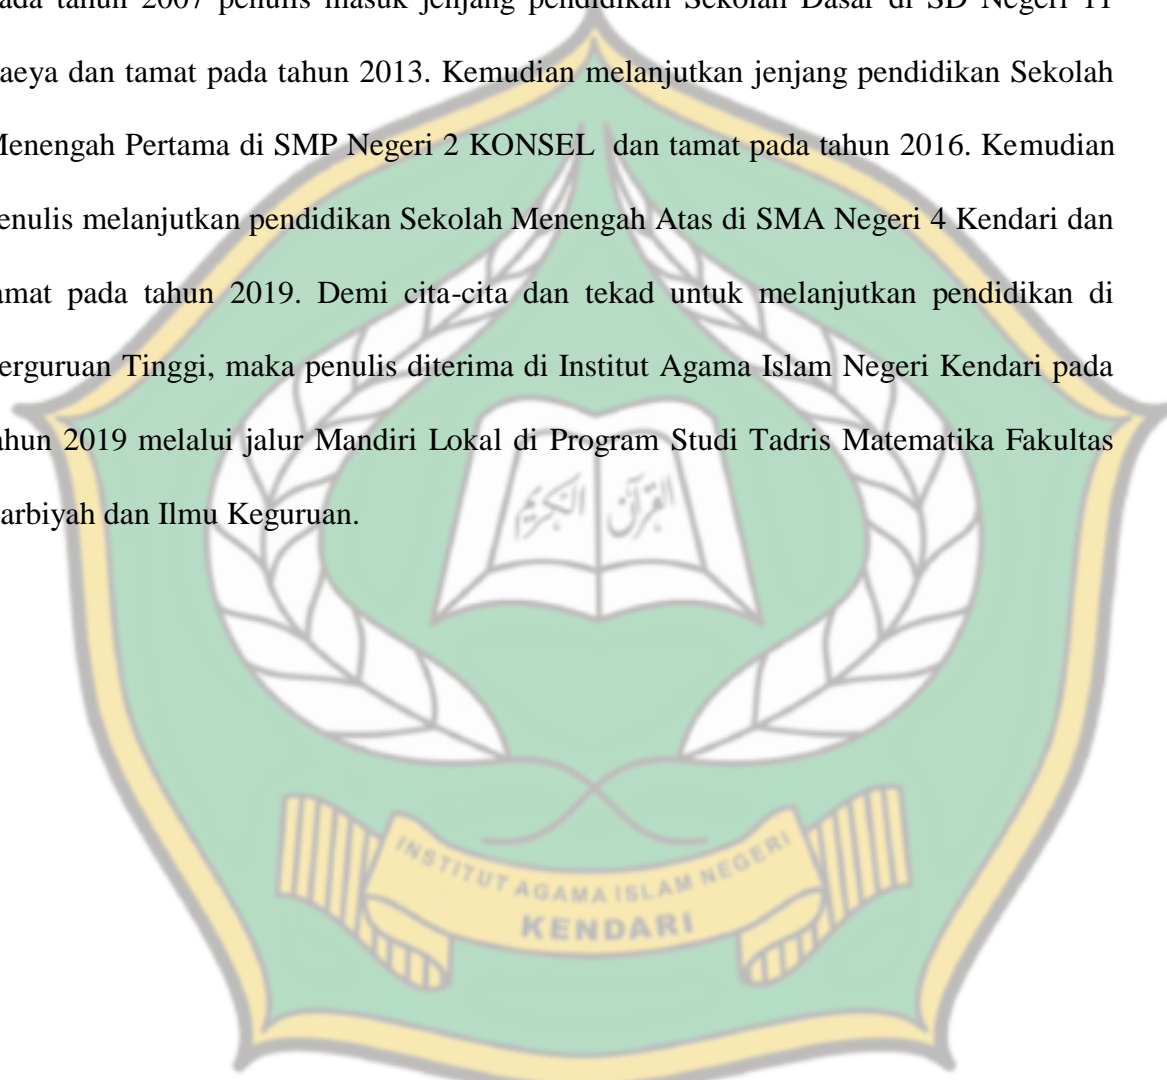 ada tahun 2007 penulis masuk jenjang pendidikan Sekolah Dasar di SD Negeri 11
aeya dan tamat pada tahun 2013. Kemudian melanjutkan jenjang pendidikan Sekolah
Menengah Pertama di SMP Negeri 2 KONSEL dan tamat pada tahun 2016. Kemudian
enulis melanjutkan pendidikan Sekolah Menengah Atas di SMA Negeri 4 Kendari dan
amat pada tahun 2019. Demi cita-cita dan tekad untuk melanjutkan pendidikan di
erguruan Tinggi, maka penulis diterima di Institut Agama Islam Negeri Kendari pada
ahun 2019 melalui jalur Mandiri Lokal di Program Studi Tadris Matematika Fakultas
arbiyah dan Ilmu Keguruan.
القرآن الكريم
INSTITUT AGAMA ISLAM NEGERI
KENDARI